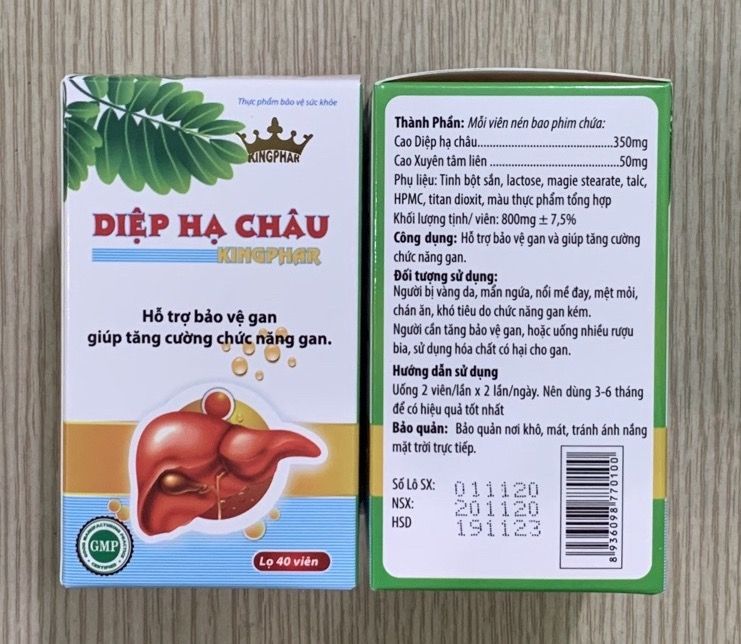 Thực phẩm bảo vệ sức khỏe
KINGPHAR
DIỆP HẠ CHÂU
KINGPHAR
Hỗ trợ bảo vệ gan
giúp tăng cường chức năng gan.
GMP
Lọ 40 viên
Thành Phần: Mỗi viên nén bao phim chứa:
Cao Diệp hạ châu........................................350mg
Cao Xuyên tâm liên ......................................50mg
Phụ liệu: Tinh bột sắn, lactose, magie stearate, talc,
HPMC, titan dioxit, màu thực phẩm tổng hợp
Khối lượng tịnh/ viên: 800mg ± 7,5%
Công dụng: Hỗ trợ bảo vệ gan và giúp tăng cường
chức năng gan.
Đối tượng sử dụng:
Người bị vàng da, mẩn ngứa, nổi mề đay, mệt mỏi,
chán ăn, khó tiêu do chức năng gan kém.
Người cần tăng bảo vệ gan, hoặc uống nhiều rượu
bia, sử dụng hóa chất có hại cho gan.
Hướng dẫn sử dụng
Uống 2 viên/lần x 2 lần/ngày. Nên dùng 3-6 tháng
để có hiệu quả tốt nhất
Bảo quản: Bảo quản nơi khô, mát, tránh ánh nắng
mặt trời trực tiếp.
Số Lô SX: 011120
NSX: 201120
HSD 191123
8936098770100